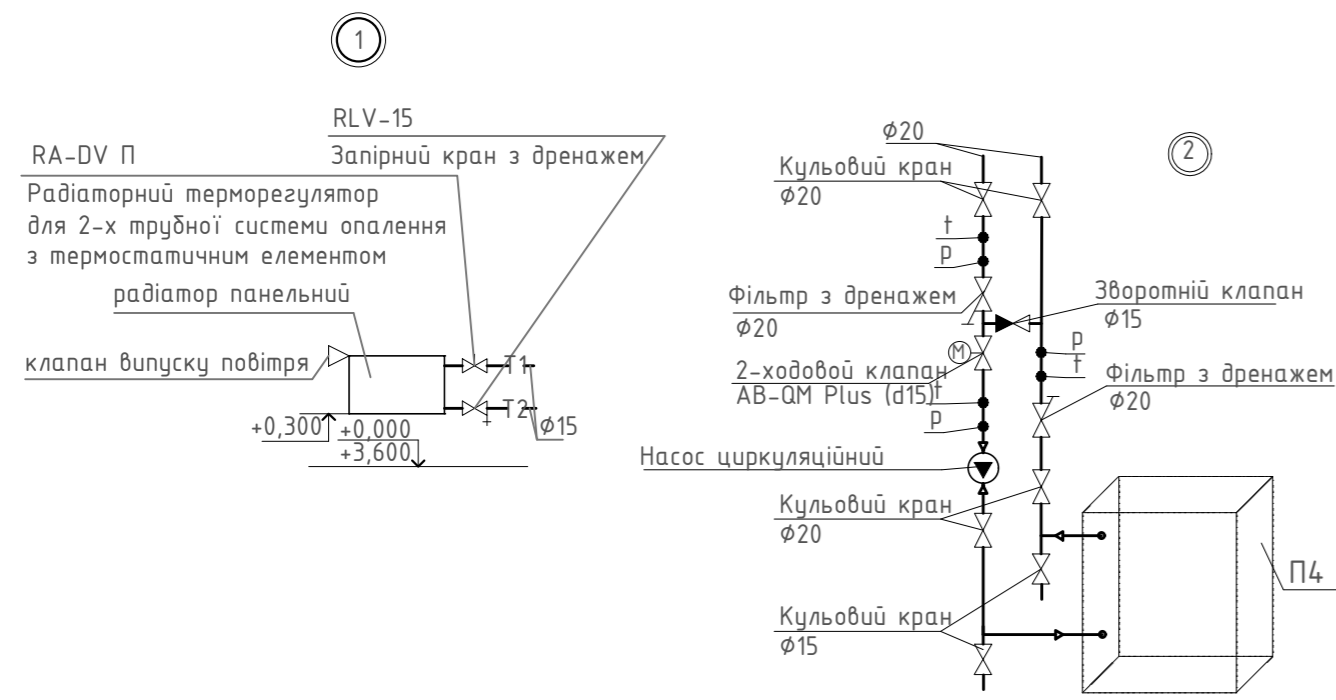 1
RLV-15
Запірний кран з дренажем
RA-DV П
Радіаторний терморегулятор
для 2-х трубної системи опалення
з термостатичним елементом
радіатор панельний
клапан випуску повітря
T1
T2
Ø15
+0,300
+0,000
+3,600
2
Ø20
Кульовий кран
Ø20
t
p
Фільтр з дренажем
Ø20
Зворотній клапан
Ø15
M
2-ходовой клапан
AB-QM Plus (d15)
t
p
p
t
Фільтр з дренажем
Ø20
Насос циркуляційний
Кульовий кран
Ø20
П4
Кульовий кран
Ø15